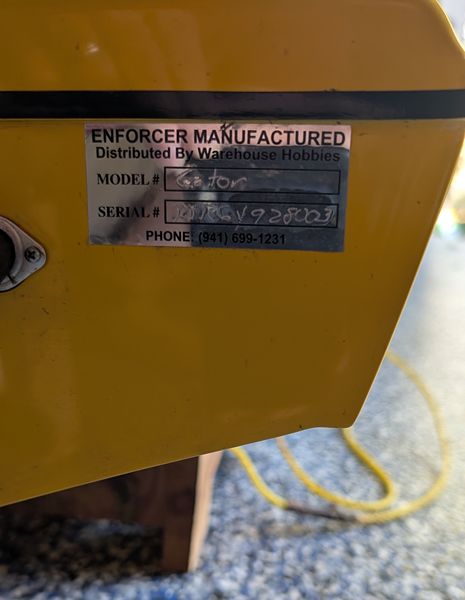 ENFORCER MANUFACTURED
Distributed By Warehouse Hobbies
MODEL # Gator
SERIAL #
PHONE: (941) 699-1231